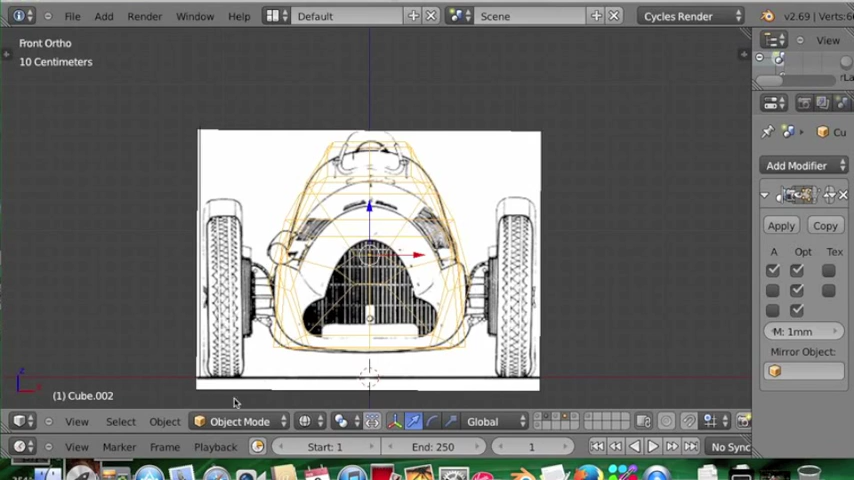 File Add Render Window Help Default Scene Cycles Render v2.69 | Verts:6
Front Ortho
10 Centimeters
View
Cu
Add Modifier
Apply Copy
A Opt Tex
M: 1mm
Mirror Object:
(1) Cube.002
View Select Object Object Mode Global
View Marker Frame Playback Start: 1 End: 250 1 No Sync